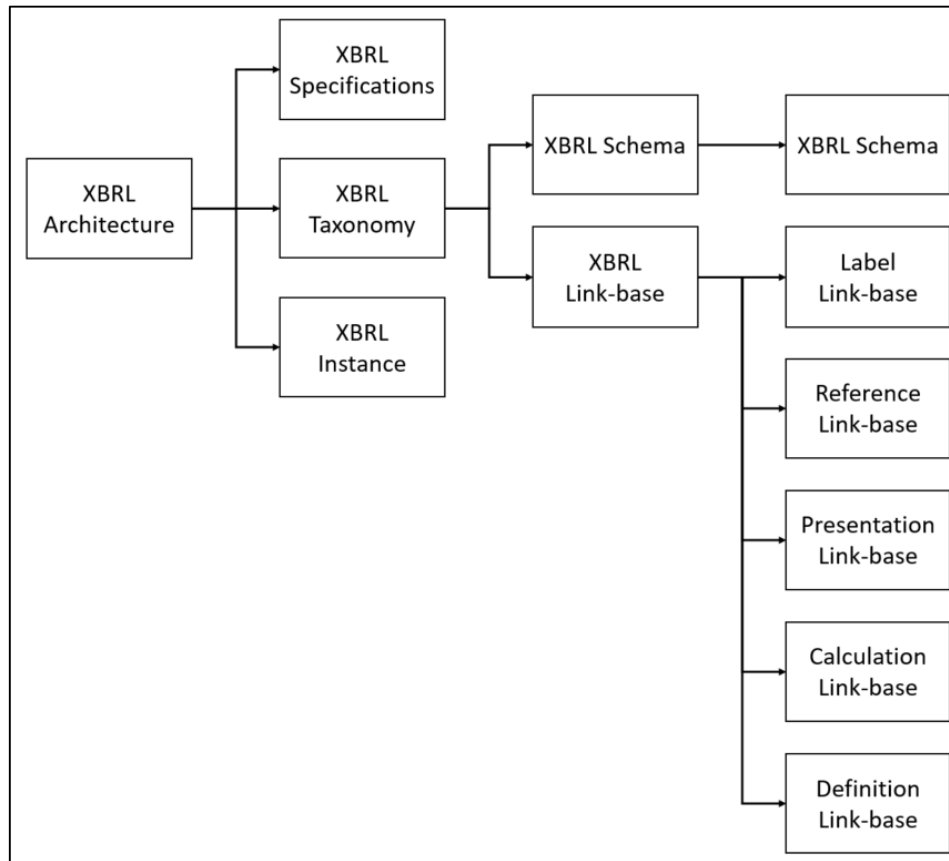 XBRL
Architecture
XBRL
Specifications
XBRL
Taxonomy
XBRL
Instance
XBRL Schema
XBRL
Link-base
XBRL Schema
Label
Link-base
Reference
Link-base
Presentation
Link-base
Calculation
Link-base
Definition
Link-base